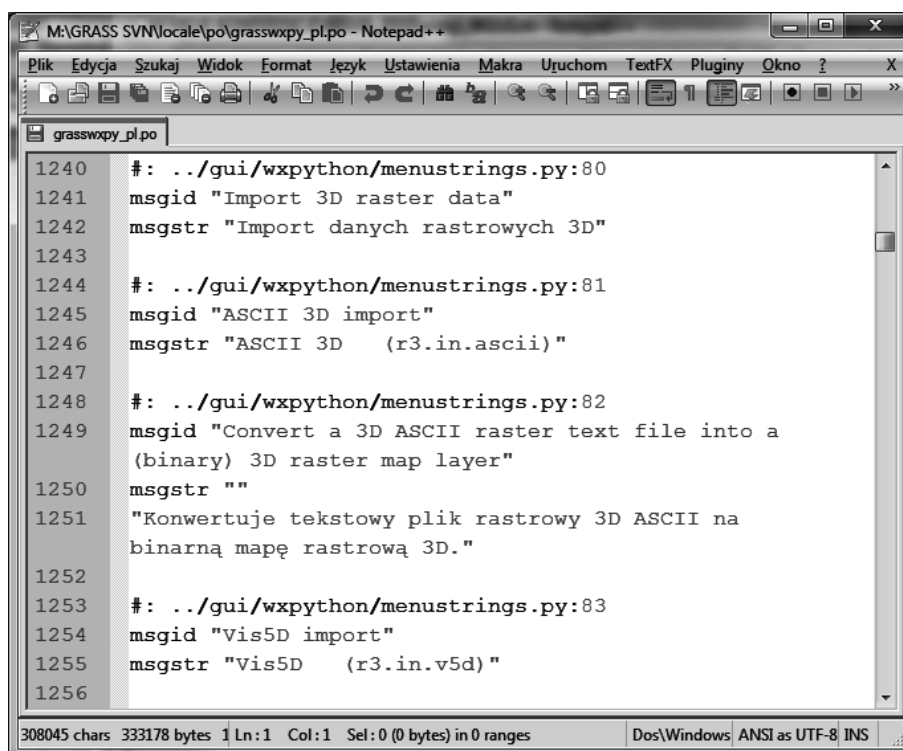 M:\GRASS SVN\locale\po\grasswxpy_pl.po - Notepad++
Plik Edycja Szukaj Widok Format Język Ustawienia Makra Uruchom TextFX Pluginy Okno ? X
grasswxpy_pl.po
1240 #: ../gui/wxpython/menustrings.py:80
1241 msgid "Import 3D raster data"
1242 msgstr "Import danych rastrowych 3D"
1243
1244 #: ../gui/wxpython/menustrings.py:81
1245 msgid "ASCII 3D import"
1246 msgstr "ASCII 3D   (r3.in.ascii)"
1247
1248 #: ../gui/wxpython/menustrings.py:82
1249 msgid "Convert a 3D ASCII raster text file into a
(binary) 3D raster map layer"
1250 msgstr ""
1251 "Konwertuje tekstowy plik rastrowy 3D ASCII na
binarną mapę rastrową 3D."
1252
1253 #: ../gui/wxpython/menustrings.py:83
1254 msgid "Vis5D import"
1255 msgstr "Vis5D   (r3.in.v5d)"
1256
308045 chars 333178 bytes 1 Ln : 1 Col : 1 Sel : 0 (0 bytes) in 0 ranges Dos\Windows ANSI as UTF-8 INS